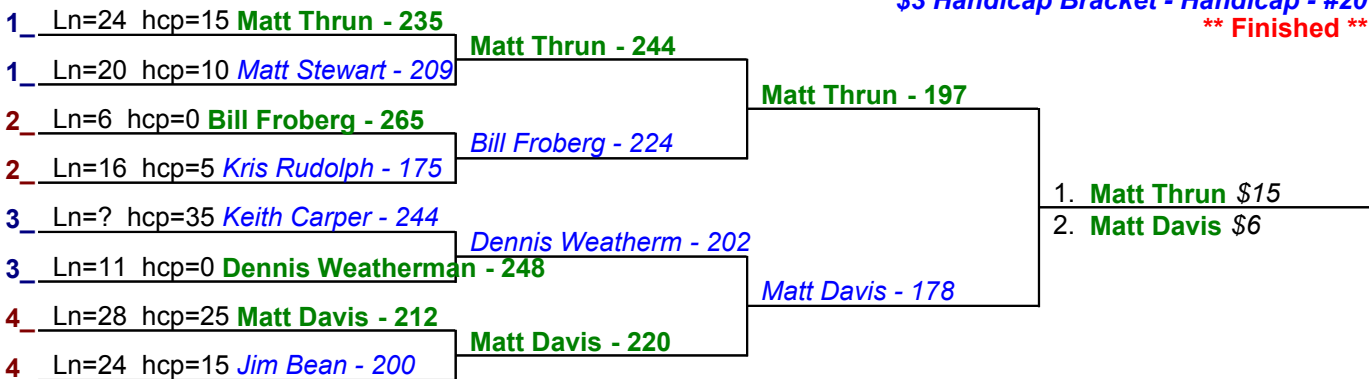 $3 Handicap Bracket - Handicap - #20
** Finished **
1_ Ln=24 hcp=15 Matt Thrun - 235
1_ Ln=20 hcp=10 Matt Stewart - 209
2_ Ln=6 hcp=0 Bill Froberg - 265
2_ Ln=16 hcp=5 Kris Rudolph - 175
3_ Ln=? hcp=35 Keith Carper - 244
3_ Ln=11 hcp=0 Dennis Weatherman - 248
4_ Ln=28 hcp=25 Matt Davis - 212
4 Ln=24 hcp=15 Jim Bean - 200
Matt Thrun - 244
Bill Froberg - 224
Dennis Weatherm - 202
Matt Davis - 220
Matt Thrun - 197
Matt Davis - 178
1. Matt Thrun $15
2. Matt Davis $6